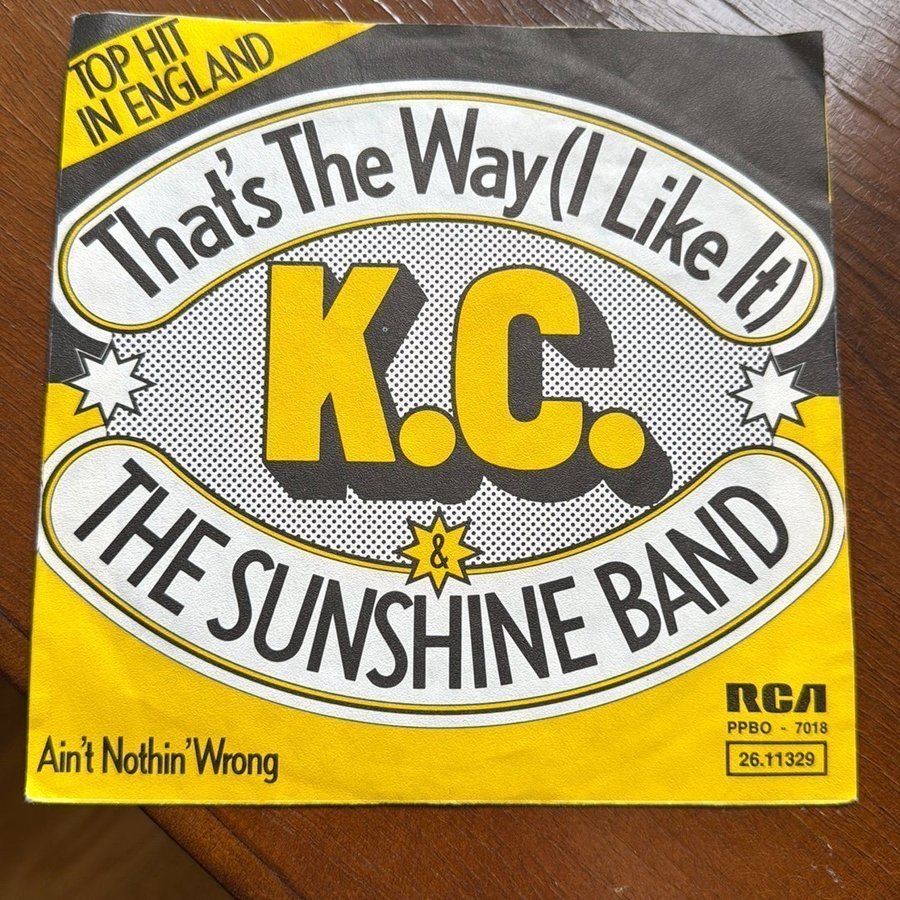 TOP HIT
IN ENGLAND
That's The Way (I Like It)
K.C.
&
THE SUNSHINE BAND
RCA
PPBO - 7018
26.11329
Ain't Nothin' Wrong